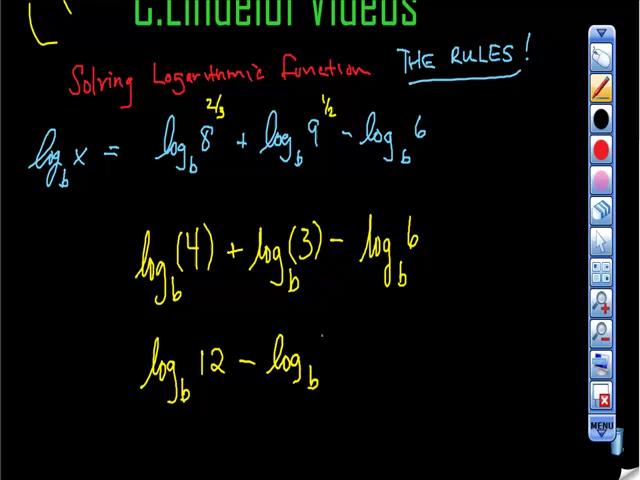 C.Lindelof Videos
Solving Logarithmic Function THE RULES!
log_b x = log_b 8^2/3 + log_b 9^1/2 - log_b 6
log_b (4) + log_b (3) - log_b 6
log_b 12 - log_b
MENU